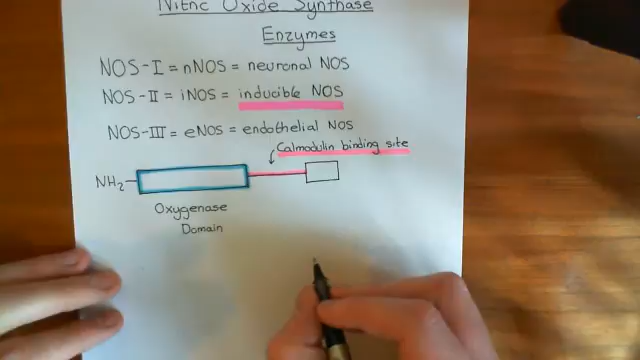 Nitric Oxide Synthase
Enzymes
NOS-I = nNOS = neuronal NOS
NOS-II = iNOS = inducible NOS
NOS-III = eNOS = endothelial NOS
Calmodulin binding site
NH₂
Oxygenase
Domain